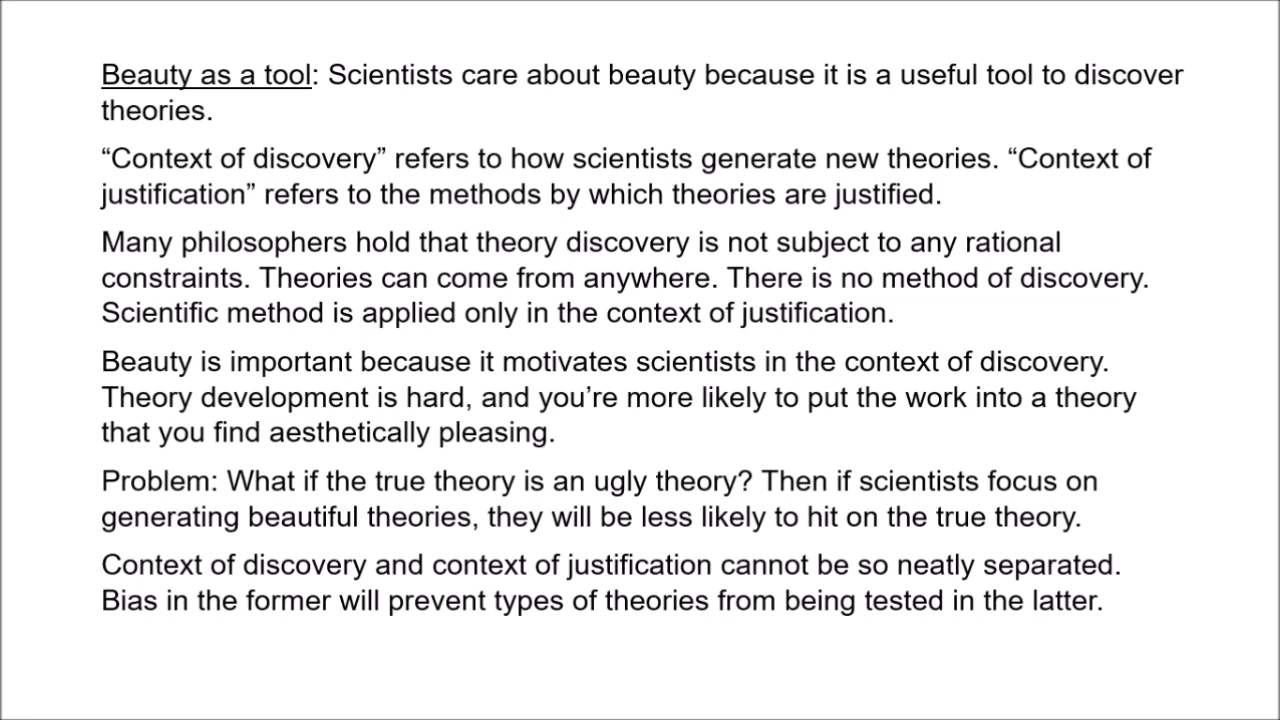 Beauty as a tool: Scientists care about beauty because it is a useful tool to discover
theories.
“Context of discovery” refers to how scientists generate new theories. “Context of
justification” refers to the methods by which theories are justified.
Many philosophers hold that theory discovery is not subject to any rational
constraints. Theories can come from anywhere. There is no method of discovery.
Scientific method is applied only in the context of justification.
Beauty is important because it motivates scientists in the context of discovery.
Theory development is hard, and you’re more likely to put the work into a theory
that you find aesthetically pleasing.
Problem: What if the true theory is an ugly theory? Then if scientists focus on
generating beautiful theories, they will be less likely to hit on the true theory.
Context of discovery and context of justification cannot be so neatly separated.
Bias in the former will prevent types of theories from being tested in the latter.